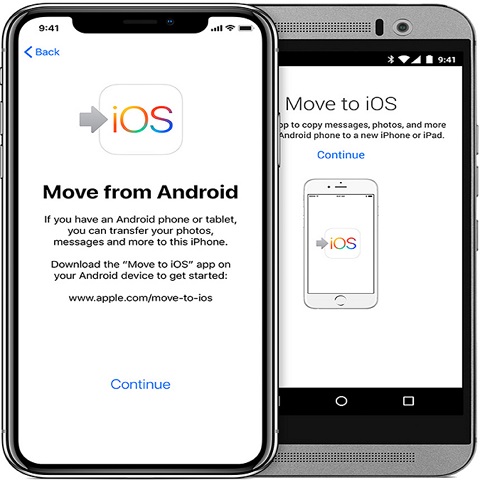 9:41
Back
iOS
Move from Android
If you have an Android phone or tablet,
you can transfer your photos,
messages and more to this iPhone.
Download the “Move to iOS” app on
your Android device to get started:
www.apple.com/move-to-ios
Continue
9:41
Move to iOS
to copy messages, photos, and more
Android phone to a new iPhone or iPad.
Continue
iOS